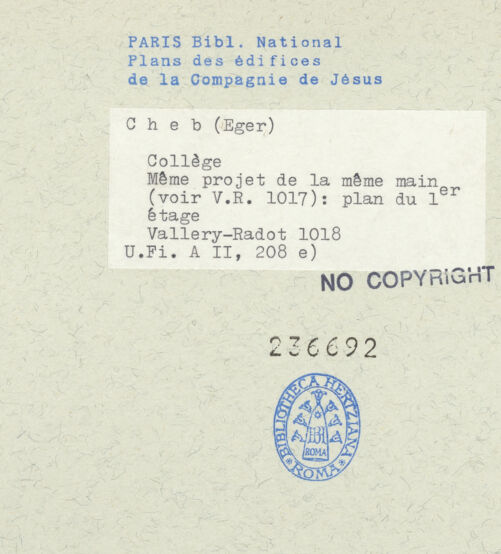 PARIS Bibl. National
Plans des édifices
de la Compagnie de Jésus
C h e b (Eger)
Collège
Même projet de la même main
(voir V.R. 1017): plan du 1er
étage
Vallery-Radot 1018
U.Fi. A II, 208 e)
NO COPYRIGHT
236692
BIBLIOTHECA HERTZIANA
ROMA
* ROMA *